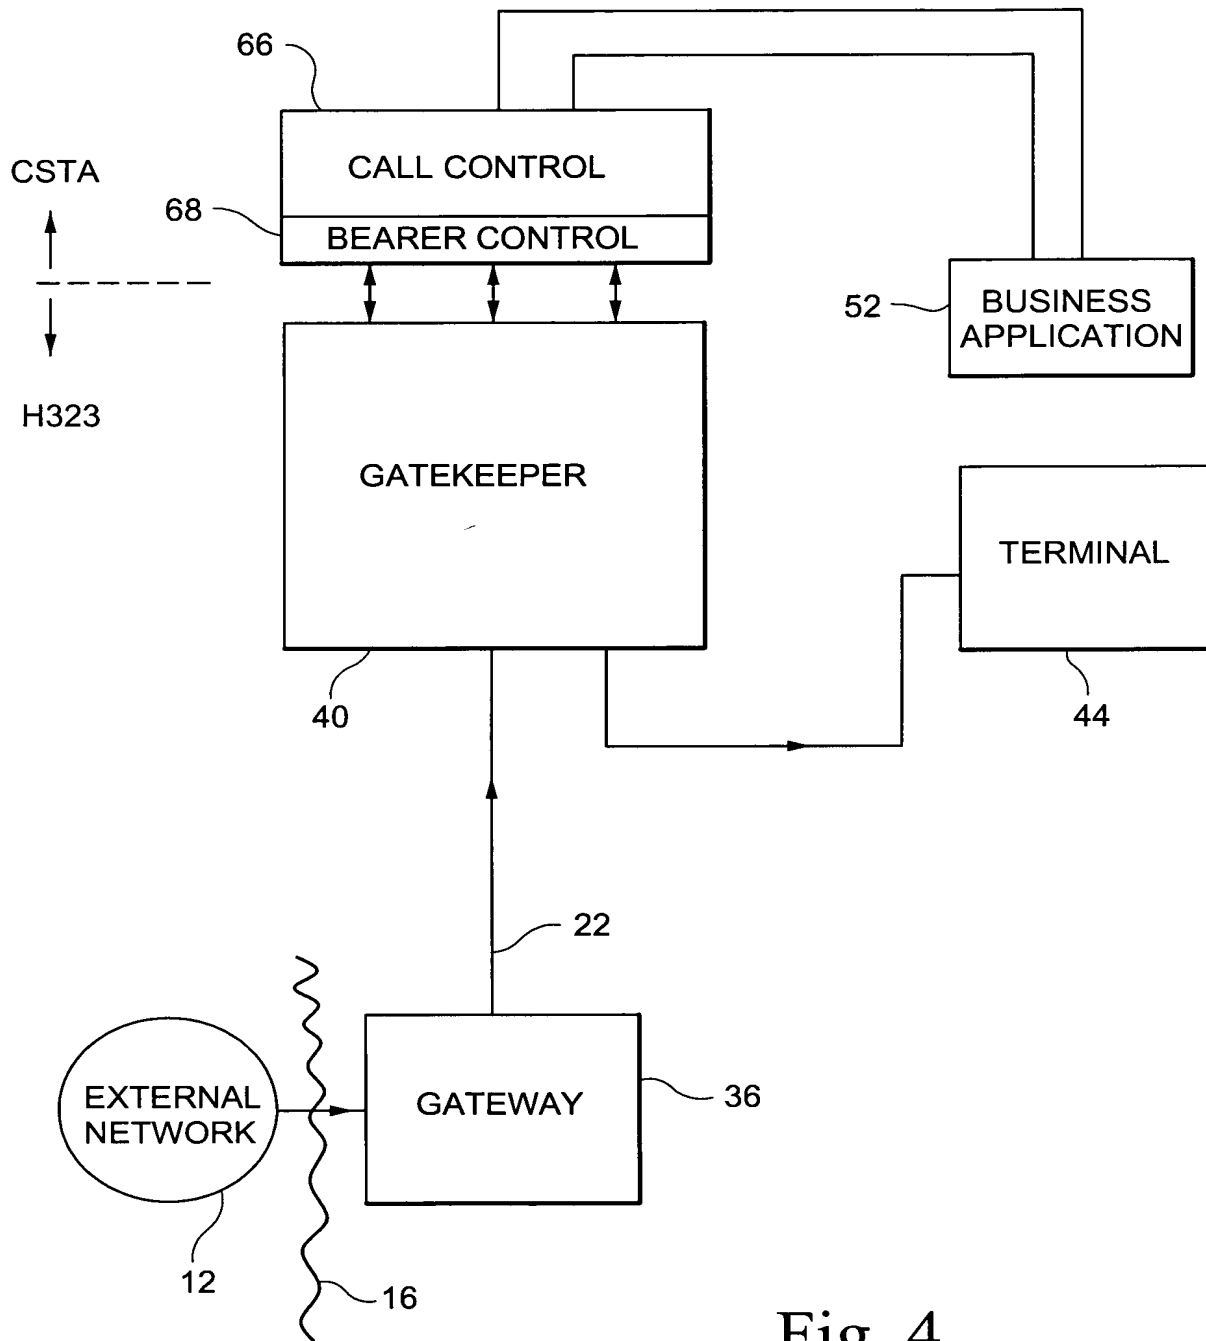 66
CALL CONTROL
CSTA
68
BEARER CONTROL
52
BUSINESS
APPLICATION
H323
GATEKEEPER
TERMINAL
40
44
22
EXTERNAL
NETWORK
GATEWAY
36
12
16
Fig. 4